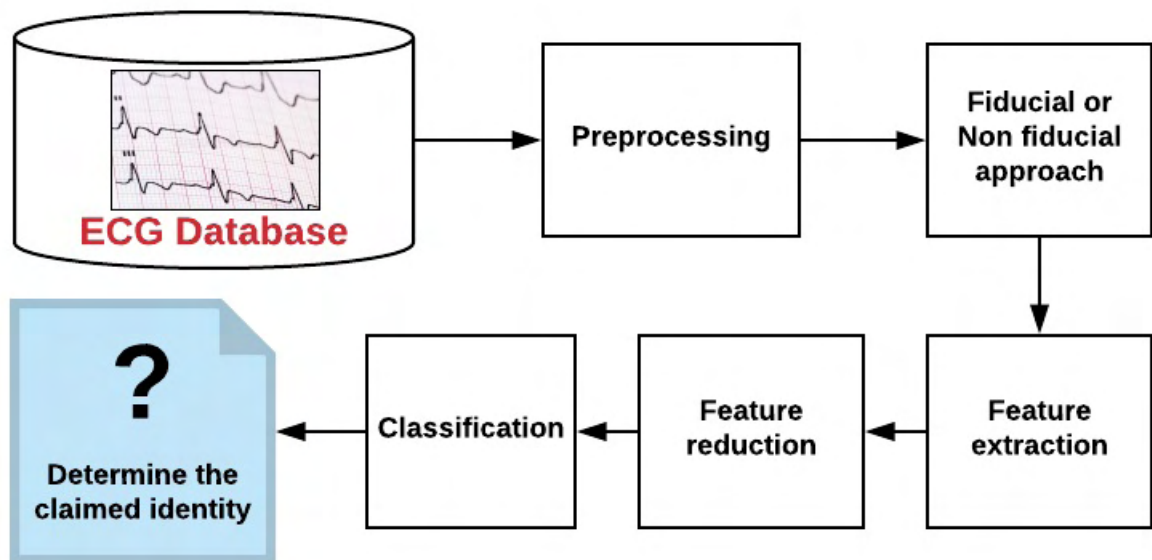 ECG Database
Preprocessing
Fiducial or
Non fiducial
approach
Feature
extraction
Feature
reduction
Classification
?
Determine the
claimed identity